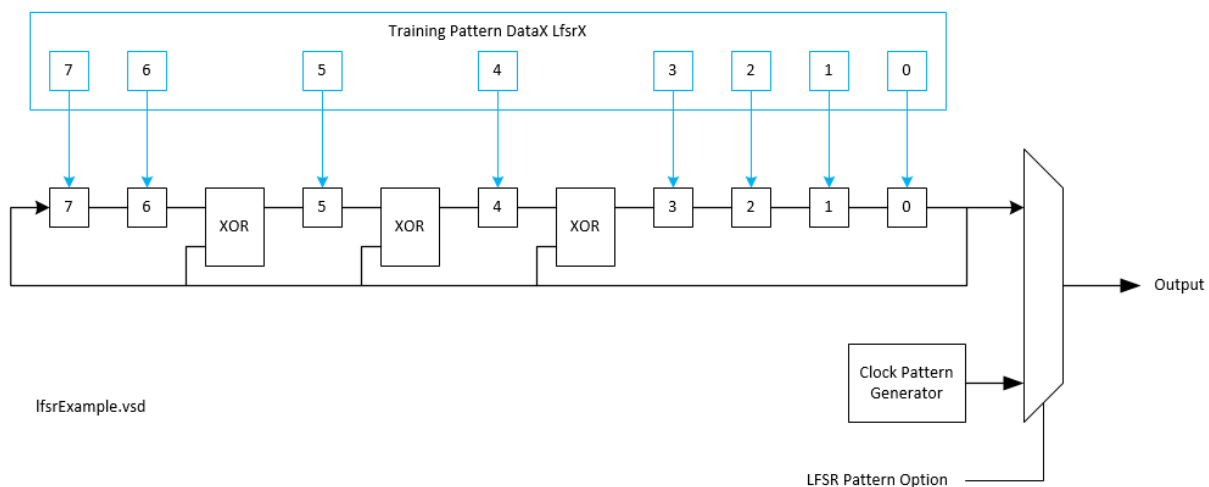 Training Pattern DataX LfsrX
7 6 5 4 3 2 1 0
7 6 XOR 5 XOR 4 XOR 3 2 1 0
Output
Clock Pattern
Generator
lfsrExample.vsd
LFSR Pattern Option